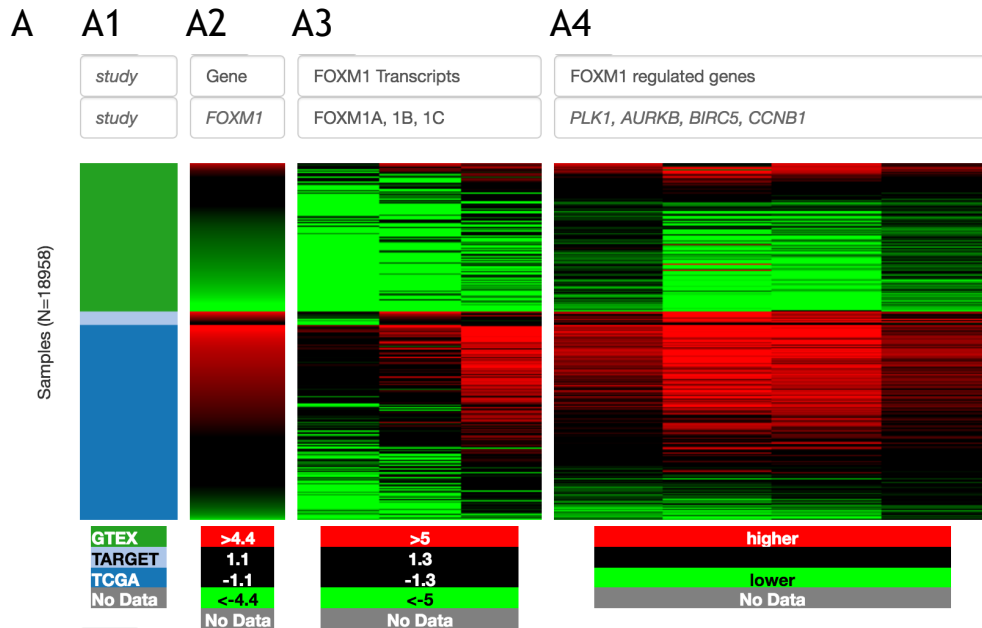 A A1 A2 A3 A4
study Gene FOXM1 Transcripts FOXM1 regulated genes
study FOXM1 FOXM1A, 1B, 1C PLK1, AURKB, BIRC5, CCNB1
Samples (N=18958)
GTEX >4.4 >5 higher
TARGET 1.1 1.3
TCGA -1.1 -1.3 lower
No Data <-4.4 <-5 No Data
No Data No Data